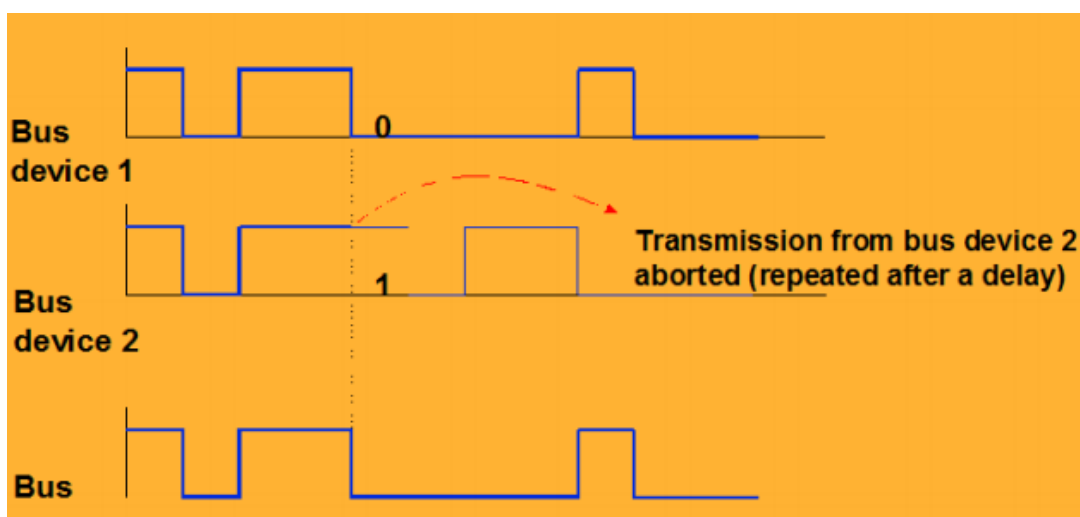 0
Bus
device 1
Transmission from bus device 2
aborted (repeated after a delay)
1
Bus
device 2
Bus